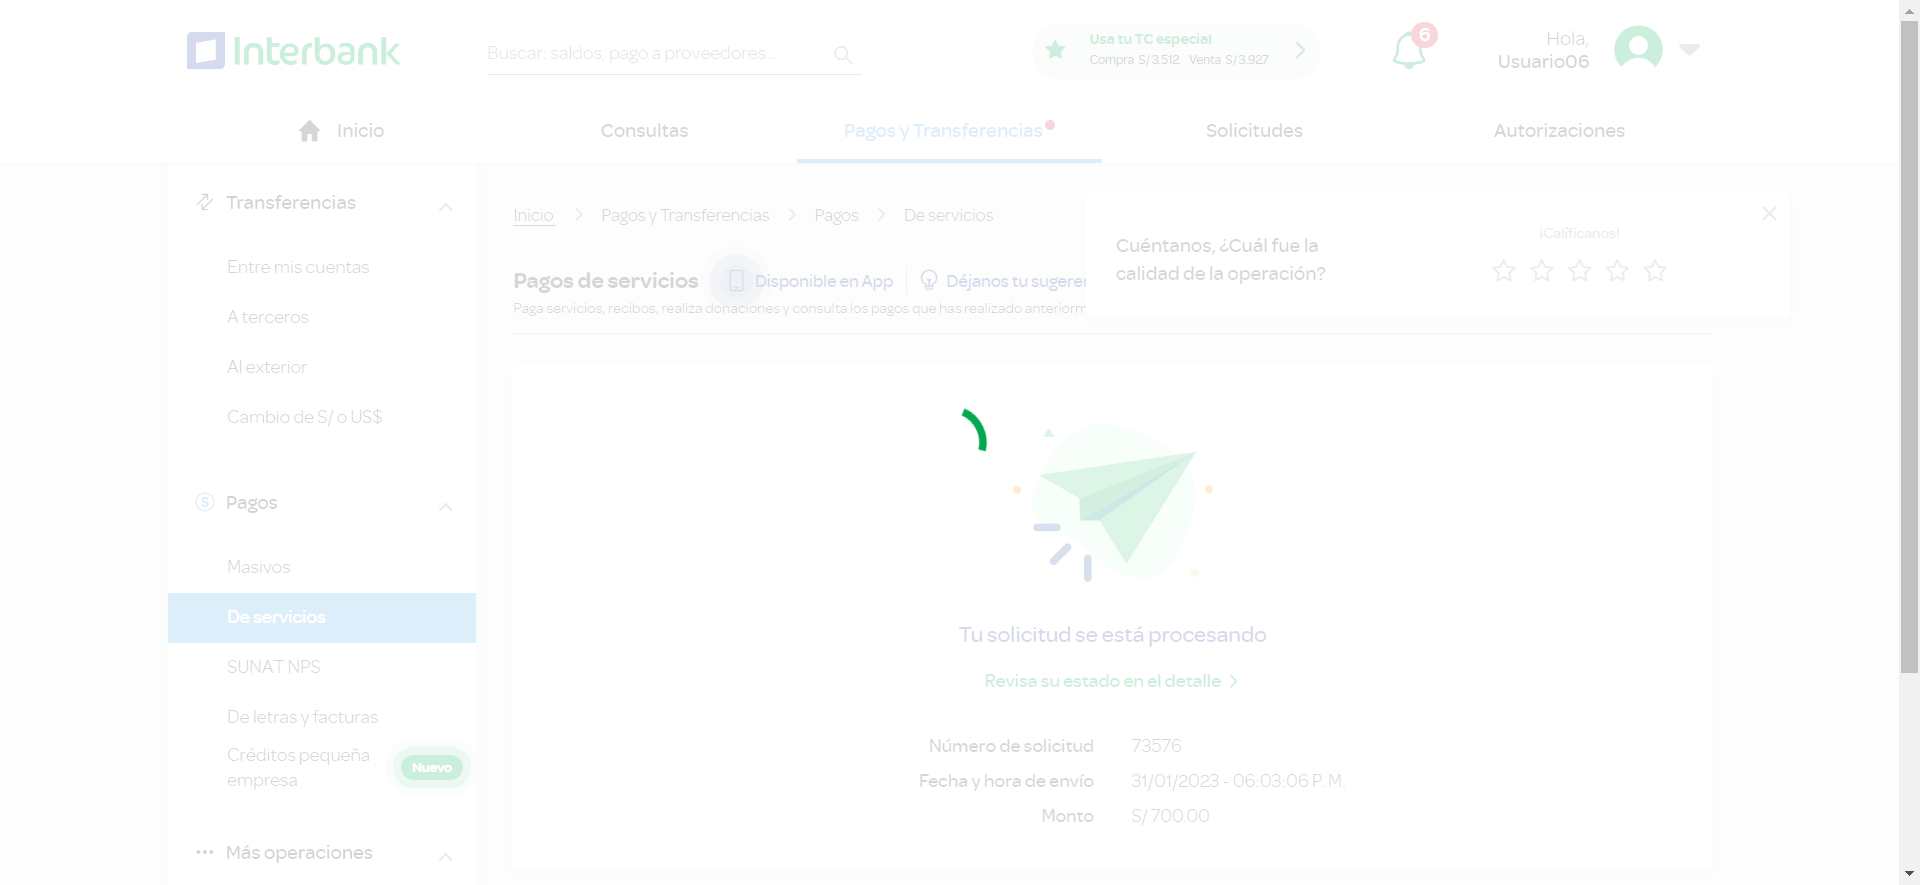 Interbank
Buscar: saldos, pago a proveedores...
Usa tu TC especial
Compra S/3.512 Venta S/3.927
6
Hola,
Usuario06
Inicio
Consultas
Pagos y Transferencias
Solicitudes
Autorizaciones
Transferencias
Entre mis cuentas
A terceros
Al exterior
Cambio de S/ o US$
Pagos
Masivos
De servicios
SUNAT NPS
De letras y facturas
Créditos pequeña
empresa
Nuevo
Más operaciones
Inicio > Pagos y Transferencias > Pagos > De servicios
Pagos de servicios
Disponible en App
Déjanos tu sugerer
Paga servicios, recibos, realiza donaciones y consulta los pagos que has realizado anteriorm
Cuéntanos, ¿Cuál fue la
calidad de la operación?
¡Califícanos!
Tu solicitud se está procesando
Revisa su estado en el detalle >
Número de solicitud 73576
Fecha y hora de envío 31/01/2023 - 06:03:06 P. M.
Monto S/ 700.00